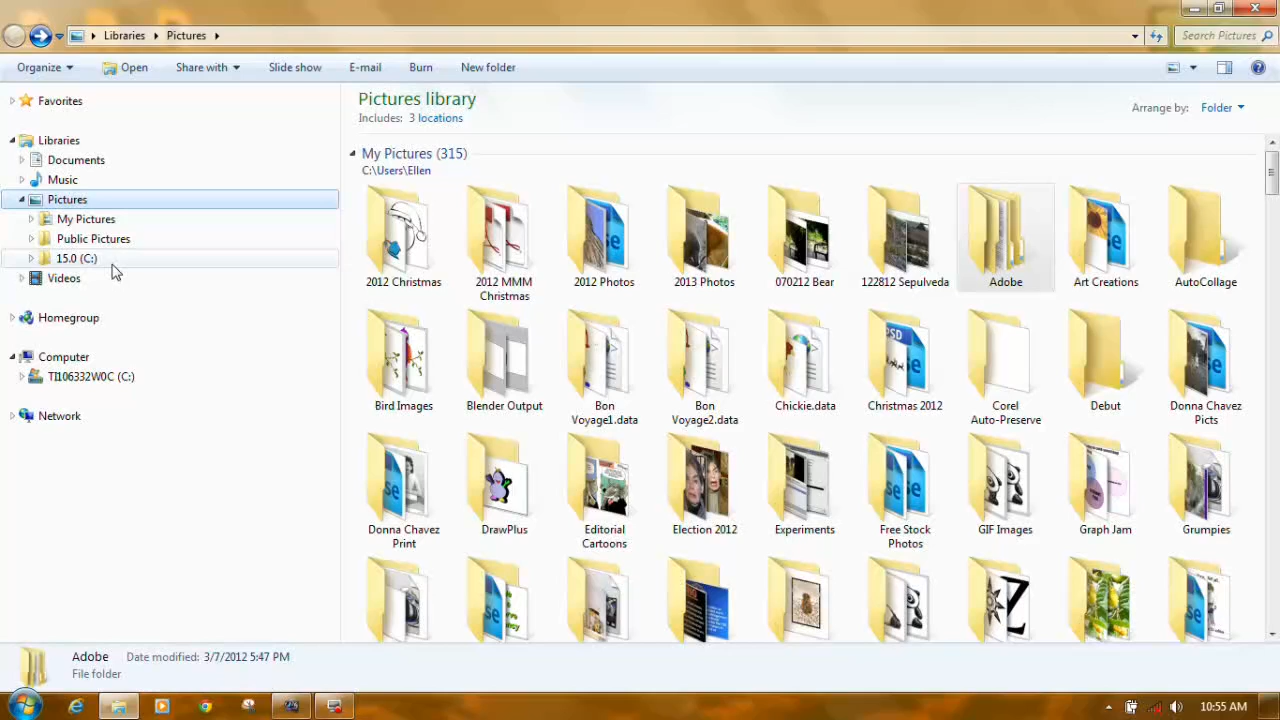 Libraries
Pictures
Search Pictures
Organize
Open
Share with
Slide show
E-mail
Burn
New folder
Favorites
Libraries
Documents
Music
Pictures
My Pictures
Public Pictures
15.0 (C:)
Videos
Homegroup
Computer
TI106332W0C (C:)
Network
Pictures library
Includes: 3 locations
Arrange by: Folder
My Pictures (315)
C:\Users\Ellen
2012 Christmas
2012 MMM
Christmas
2012 Photos
2013 Photos
070212 Bear
122812 Sepulveda
Adobe
Art Creations
AutoCollage
Bird Images
Blender Output
Bon
Voyage1.data
Bon
Voyage2.data
Chickie.data
Christmas 2012
Corel
Auto-Preserve
Debut
Donna Chavez
Picts
Donna Chavez
Print
DrawPlus
Editorial
Cartoons
Election 2012
Experiments
Free Stock
Photos
GIF Images
Graph Jam
Grumpies
Adobe
Date modified: 3/7/2012 5:47 PM
File folder
10:55 AM